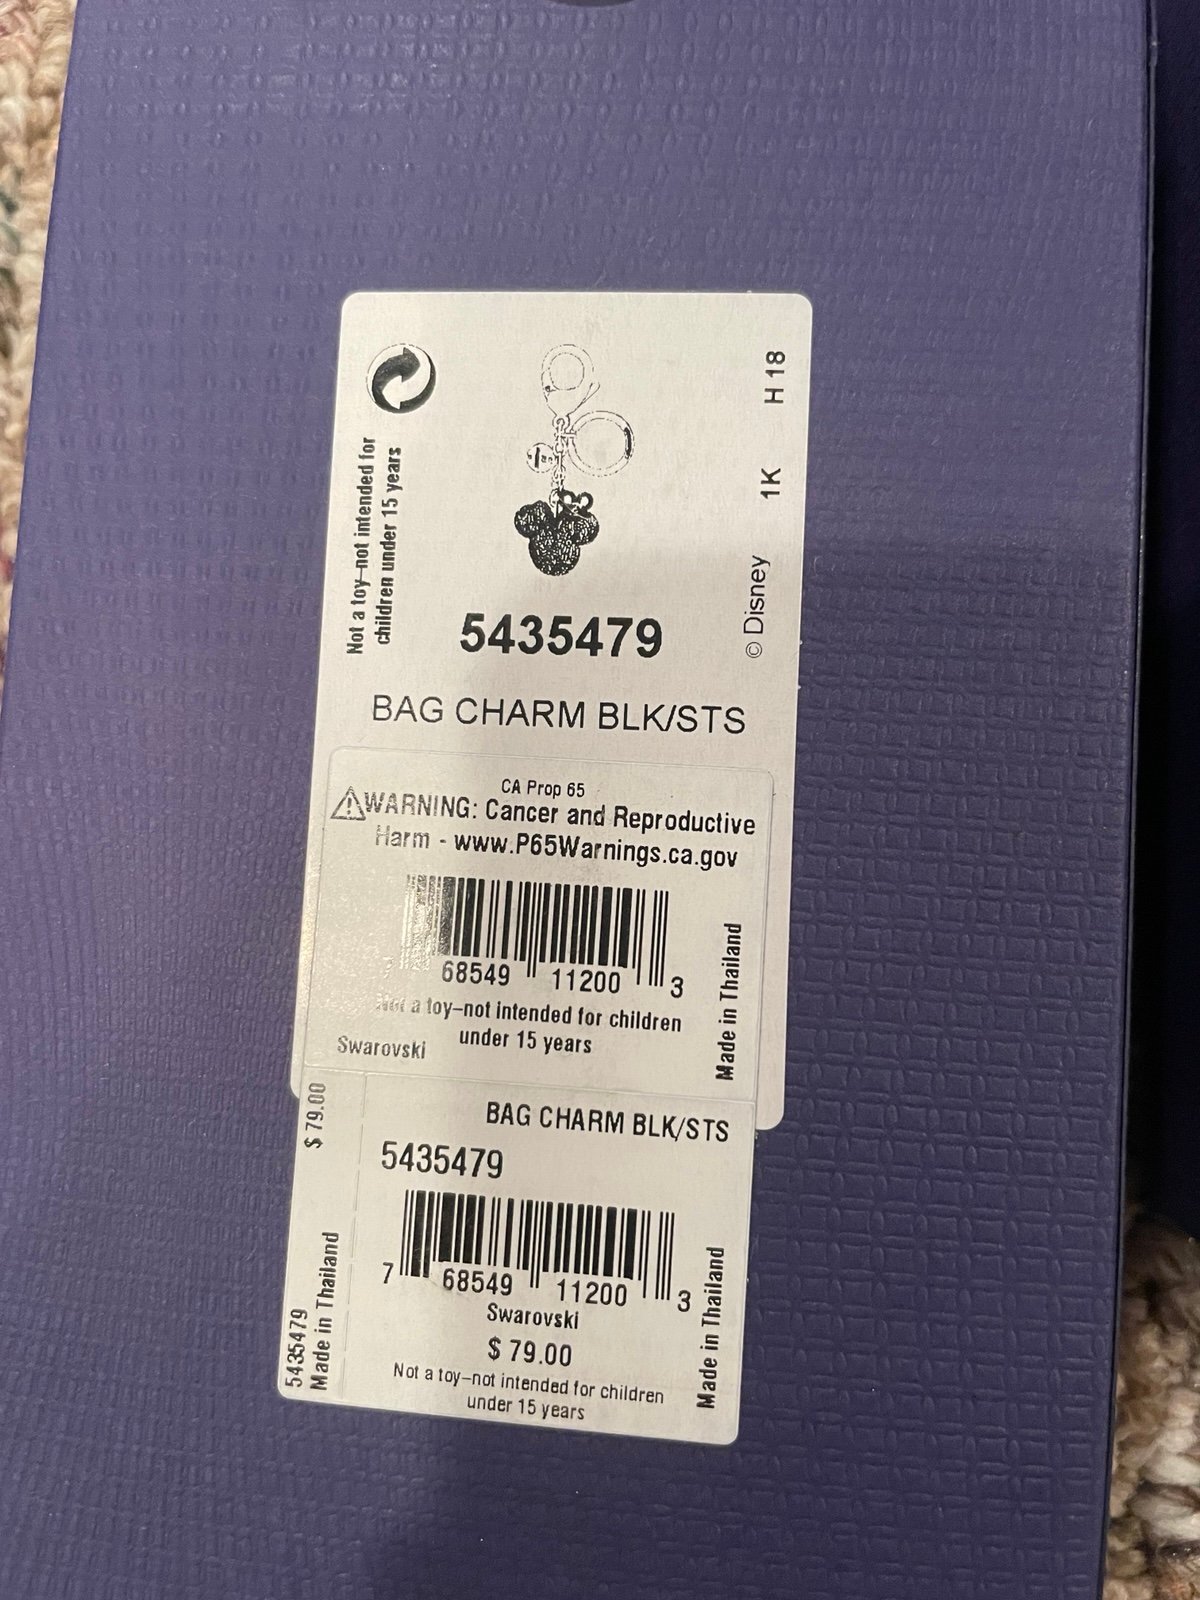 H 18
1K
© Disney
Not a toy–not intended for
children under 15 years
5435479
BAG CHARM BLK/STS
CA Prop 65
WARNING: Cancer and Reproductive
Harm - www.P65Warnings.ca.gov
7 68549 11200 3
Not a toy–not intended for children
under 15 years
Swarovski
Made in Thailand
$ 79.00
5435479
Made in Thailand
BAG CHARM BLK/STS
5435479
7 68549 11200 3
Swarovski
$ 79.00
Not a toy–not intended for children
under 15 years
Made in Thailand